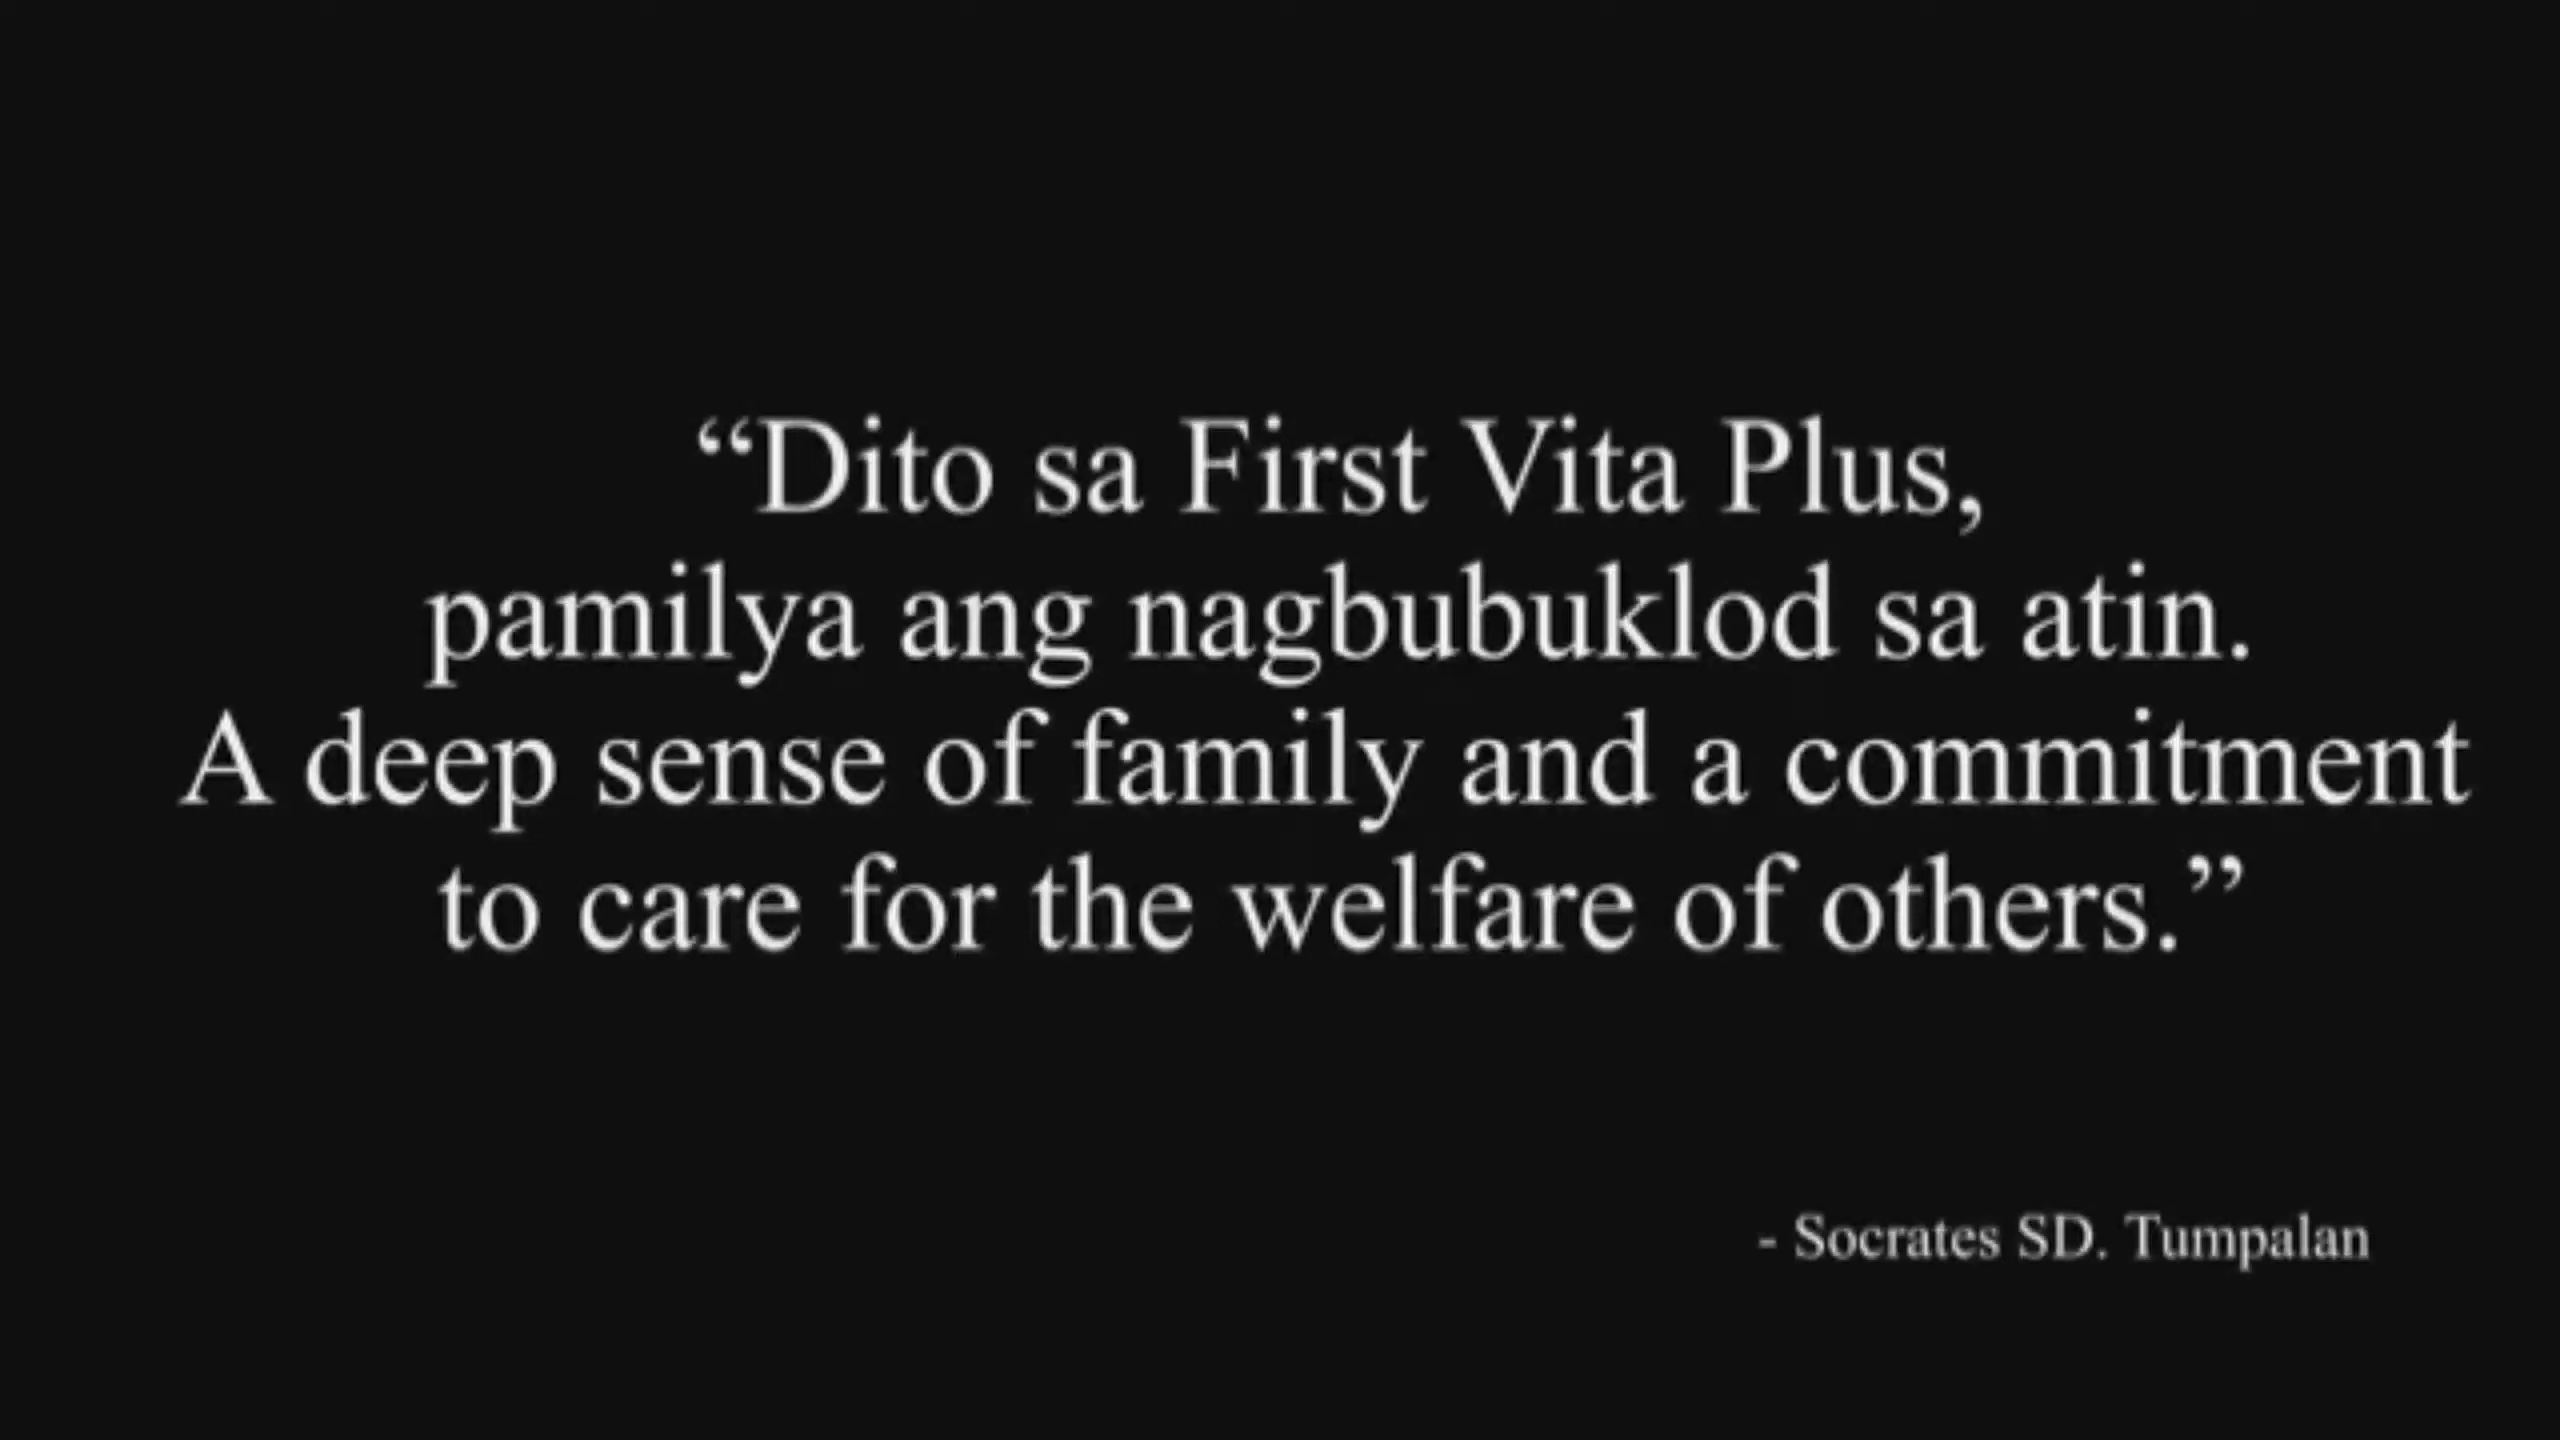 “Dito sa First Vita Plus,
pamilya ang nagbubuklod sa atin.
A deep sense of family and a commitment
to care for the welfare of others.”
- Socrates SD. Tumpalan